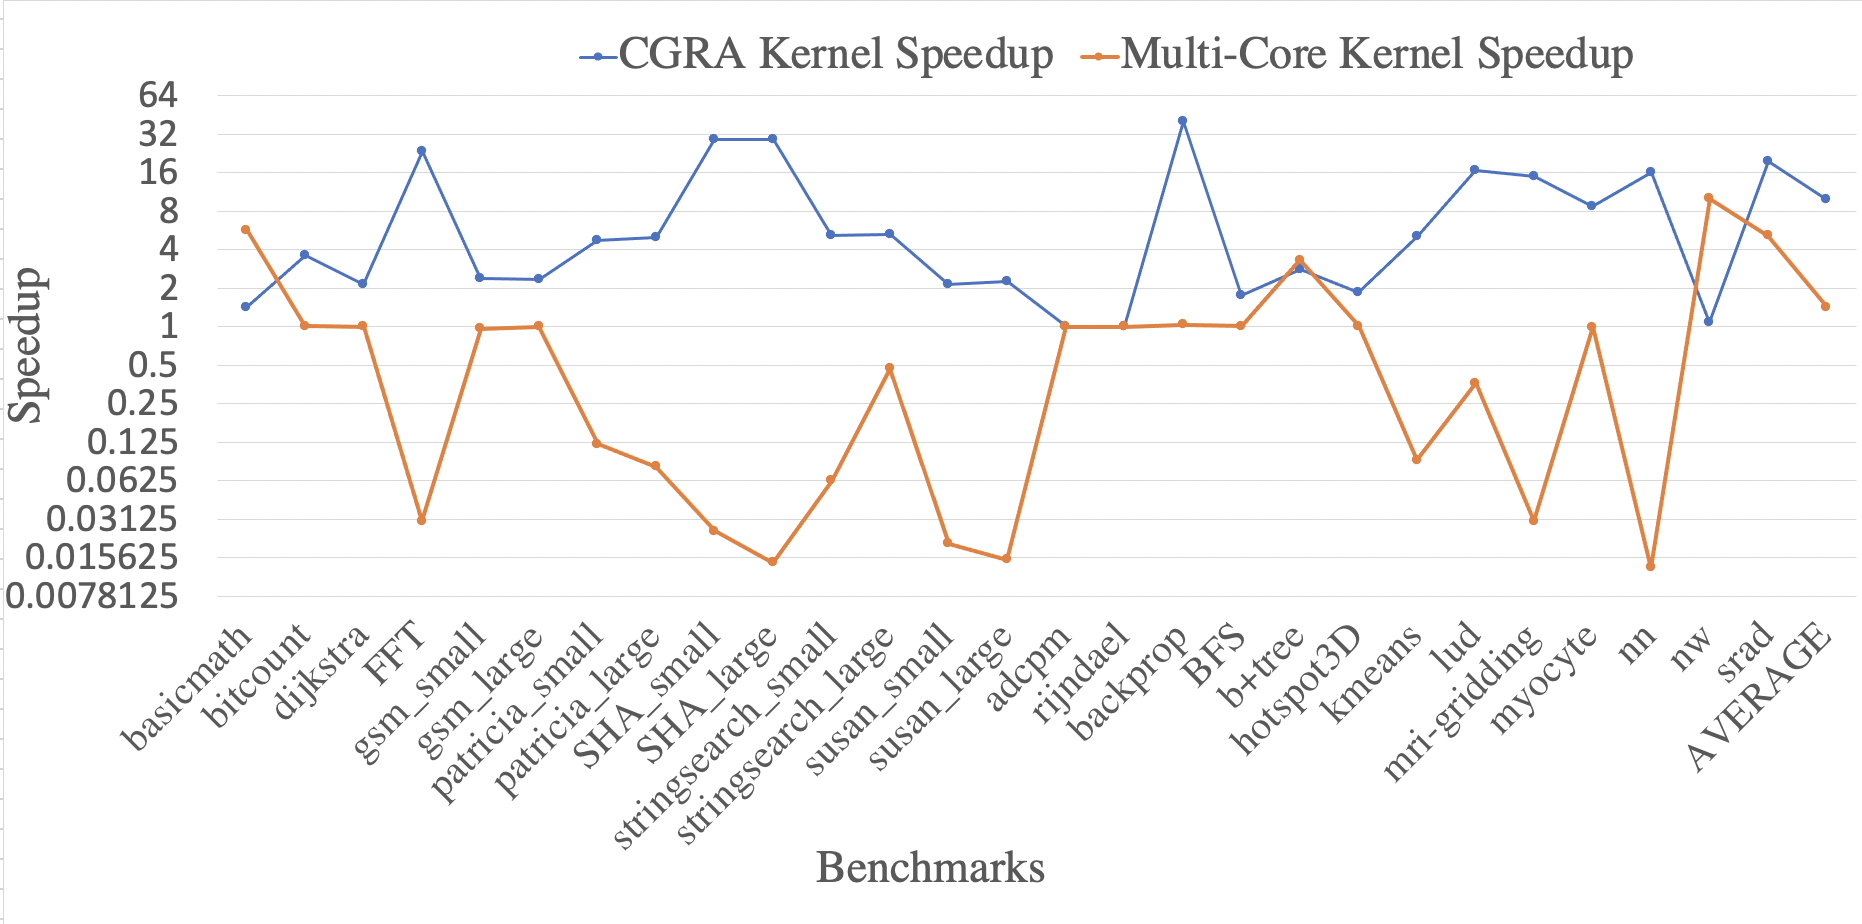 CGRA Kernel Speedup Multi-Core Kernel Speedup
64
32
16
8
4
2
1
0.5
0.25
0.125
0.0625
0.03125
0.015625
0.0078125
Speedup
basicmath
bitcount
dijkstra
FFT
gsm_small
gsm_large
patricia_small
patricia_large
SHA_small
SHA_large
stringsearch_small
stringsearch_large
susan_small
susan_large
adcpm
rijndael
backprop
BFS
b+tree
hotspot3D
kmeans
lud
mri-gridding
myocyte
nn
nw
srad
AVERAGE
Benchmarks